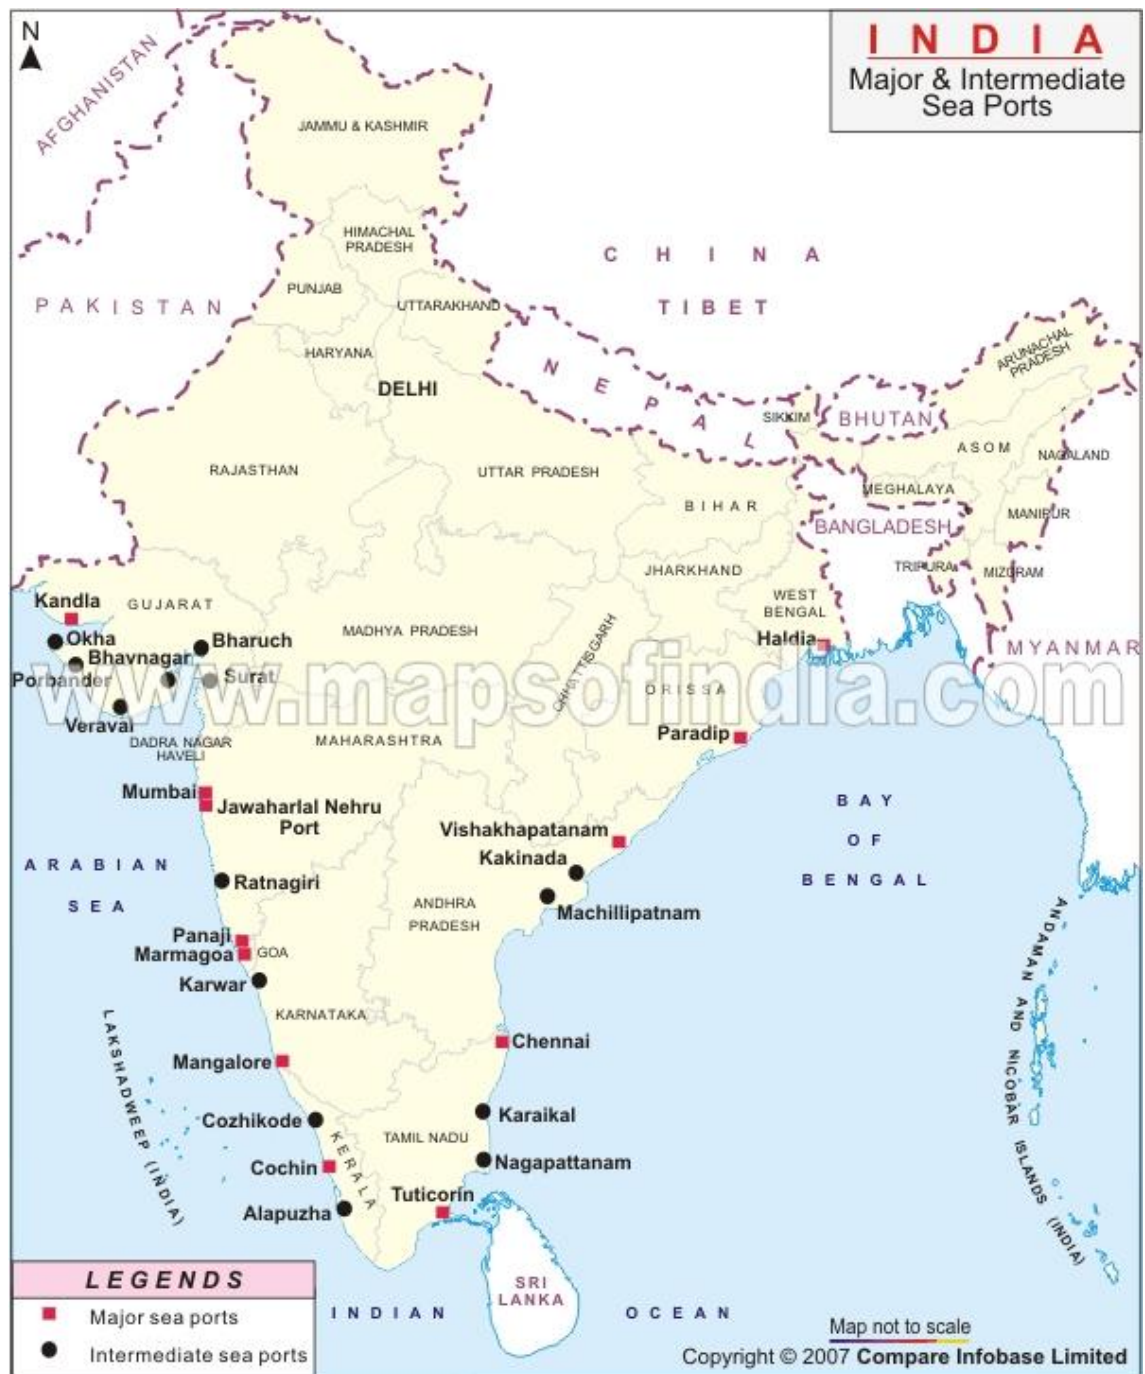 N
I N D I A
Major & Intermediate
Sea Ports
AFGHANISTAN
JAMMU & KASHMIR
HIMACHAL
PRADESH
C H I N A
PUNJAB
PAKISTAN
UTTARAKHAND
TIBET
HARYANA
DELHI
NEPAL
ARUNACHAL
PRADESH
SIKKIM
BHUTAN
RAJASTHAN
UTTAR PRADESH
ASOM
NAGALAND
BIHAR
MEGHALAYA
MANIPUR
BANGLADESH
JHARKHAND
TRIPURA
MIZORAM
Kandla
GUJARAT
WEST
BENGAL
MADHYA PRADESH
CHHATTISGARH
Okha
Bharuch
Haldia
MYANMAR
Bhavnagar
Porbander
Surat
ORISSA
www.mapsofindia.com
Veraval
DADRA NAGAR
HAVELI
MAHARASHTRA
Paradip
Mumbai
Jawaharlal Nehru
Port
BAY
OF
BENGAL
Vishakhapatanam
Kakinada
ARABIAN
SEA
Ratnagiri
ANDHRA
PRADESH
Machillipatnam
Panaji
Marmagoa
GOA
Karwar
KARNATAKA
ANDAMAN AND NICOBAR ISLANDS (INDIA)
LAKSHADWEEP (INDIA)
Chennai
Mangalore
Cozhikode
Karaikal
KERALA
TAMIL NADU
Cochin
Nagapattanam
Tuticorin
Alapuzha
LEGENDS
Major sea ports
Intermediate sea ports
SRI
LANKA
INDIAN OCEAN
Map not to scale
Copyright © 2007 Compare Infobase Limited